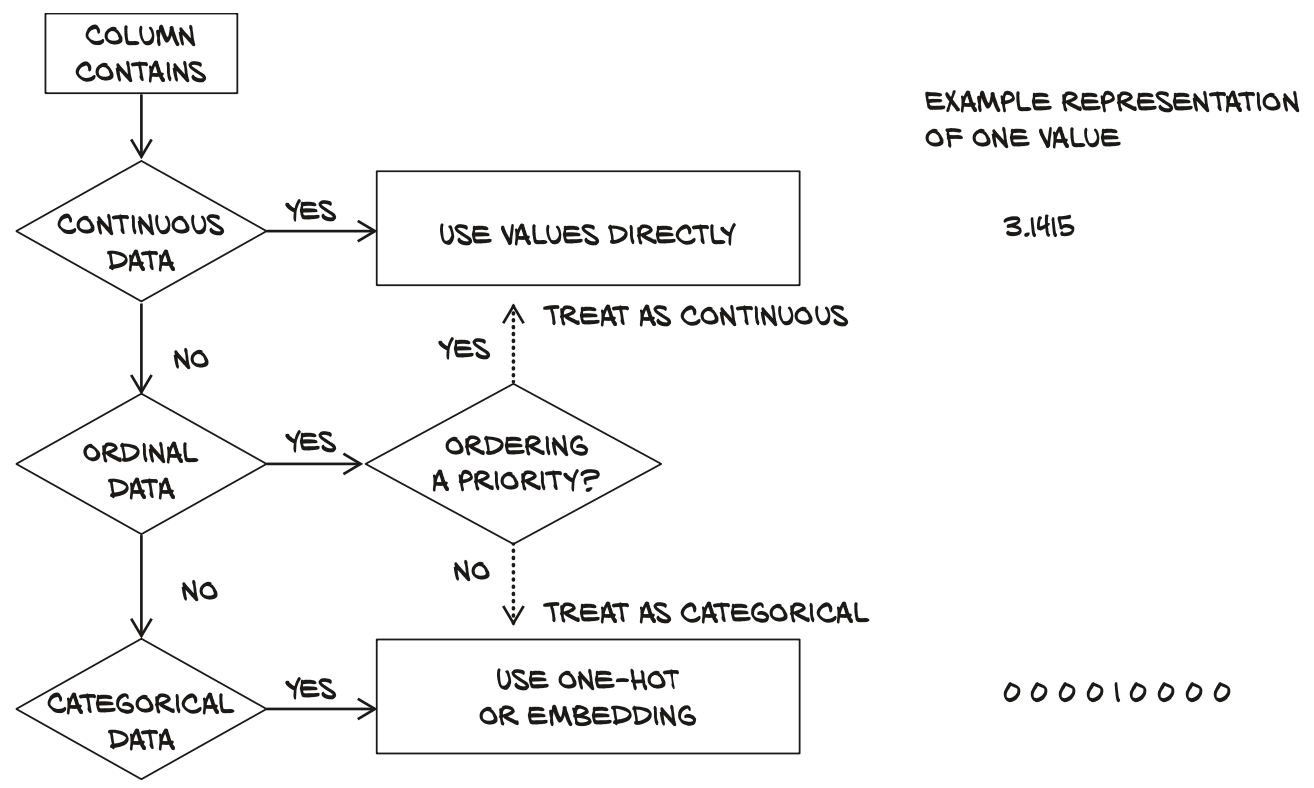 COLUMN
CONTAINS
EXAMPLE REPRESENTATION
OF ONE VALUE
CONTINUOUS
DATA
YES
USE VALUES DIRECTLY
3.1415
TREAT AS CONTINUOUS
YES
NO
ORDINAL
DATA
YES
ORDERING
A PRIORITY?
NO
NO
TREAT AS CATEGORICAL
CATEGORICAL
DATA
YES
USE ONE-HOT
OR EMBEDDING
0 0 0 0 1 0 0 0 0